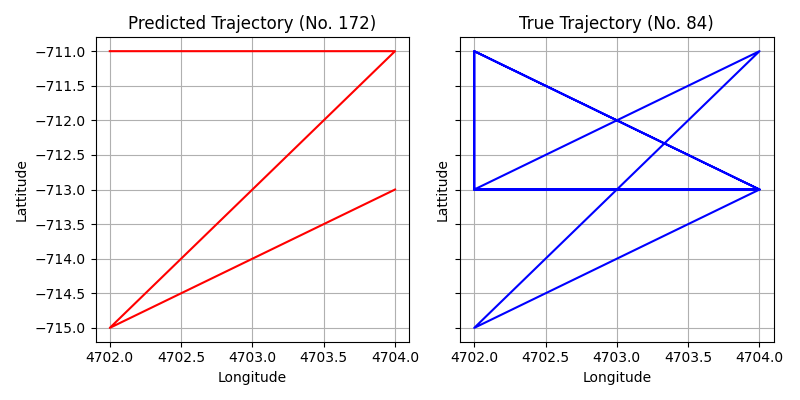 Predicted Trajectory (No. 172)
−711.0
−711.5
−712.0
−712.5
−713.0
−713.5
−714.0
−714.5
−715.0
Lattitude
4702.0 4702.5 4703.0 4703.5 4704.0
Longitude
True Trajectory (No. 84)
Lattitude
4702.0 4702.5 4703.0 4703.5 4704.0
Longitude